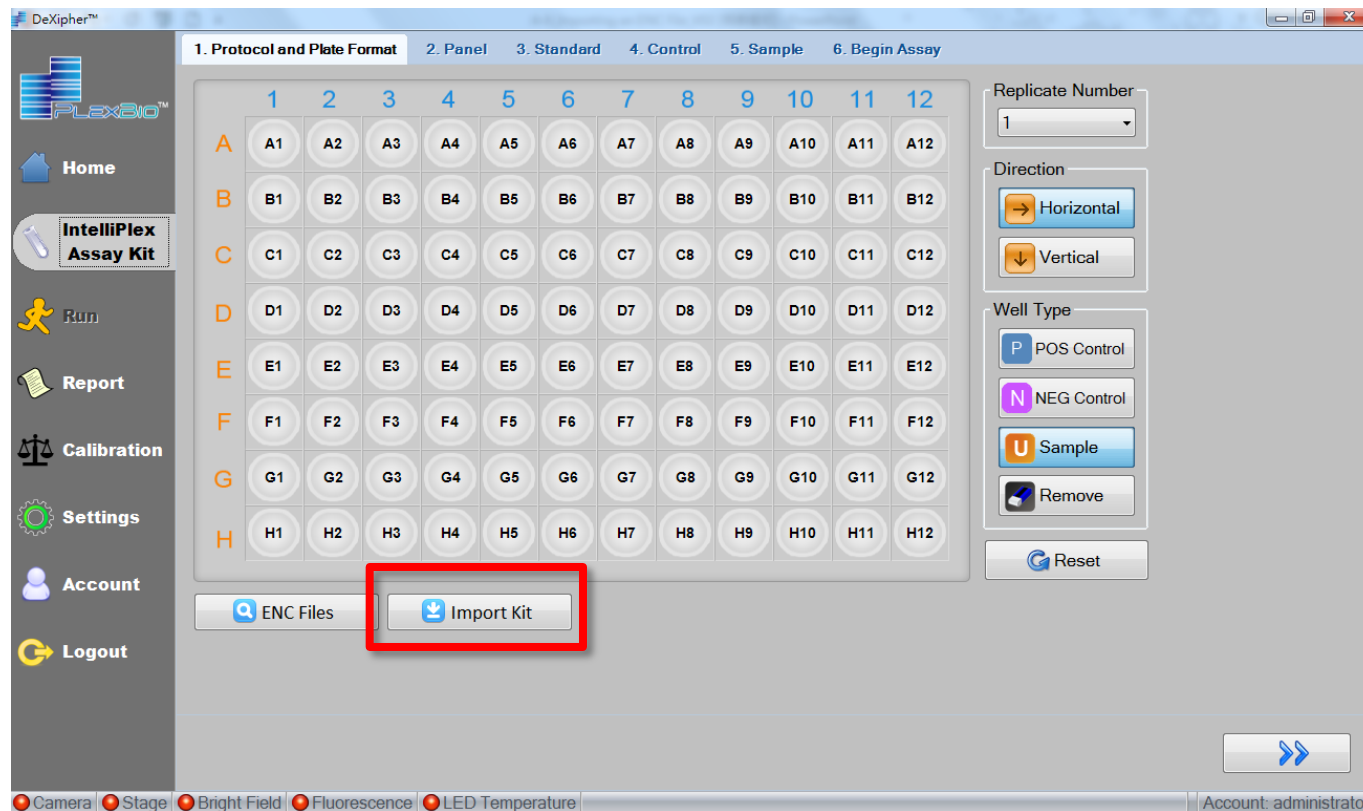 DeXipher™
PLEXBIO™
Home
IntelliPlex
Assay Kit
Run
Report
Calibration
Settings
Account
Logout
1. Protocol and Plate Format 2. Panel 3. Standard 4. Control 5. Sample 6. Begin Assay
1 2 3 4 5 6 7 8 9 10 11 12
A A1 A2 A3 A4 A5 A6 A7 A8 A9 A10 A11 A12
B B1 B2 B3 B4 B5 B6 B7 B8 B9 B10 B11 B12
C C1 C2 C3 C4 C5 C6 C7 C8 C9 C10 C11 C12
D D1 D2 D3 D4 D5 D6 D7 D8 D9 D10 D11 D12
E E1 E2 E3 E4 E5 E6 E7 E8 E9 E10 E11 E12
F F1 F2 F3 F4 F5 F6 F7 F8 F9 F10 F11 F12
G G1 G2 G3 G4 G5 G6 G7 G8 G9 G10 G11 G12
H H1 H2 H3 H4 H5 H6 H7 H8 H9 H10 H11 H12
ENC Files Import Kit
Replicate Number
1
Direction
Horizontal
Vertical
Well Type
P POS Control
N NEG Control
U Sample
Remove
Reset
Camera Stage Bright Field Fluorescence LED Temperature Account: administrato